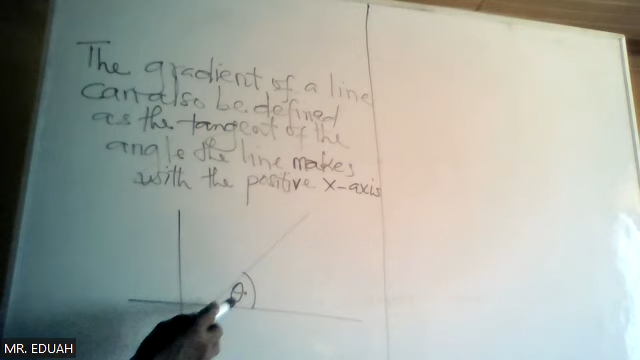 The gradient of a line
can also be defined
as the tangent of the
angle the line makes
with the positive x-axis
θ
MR. EDUAH